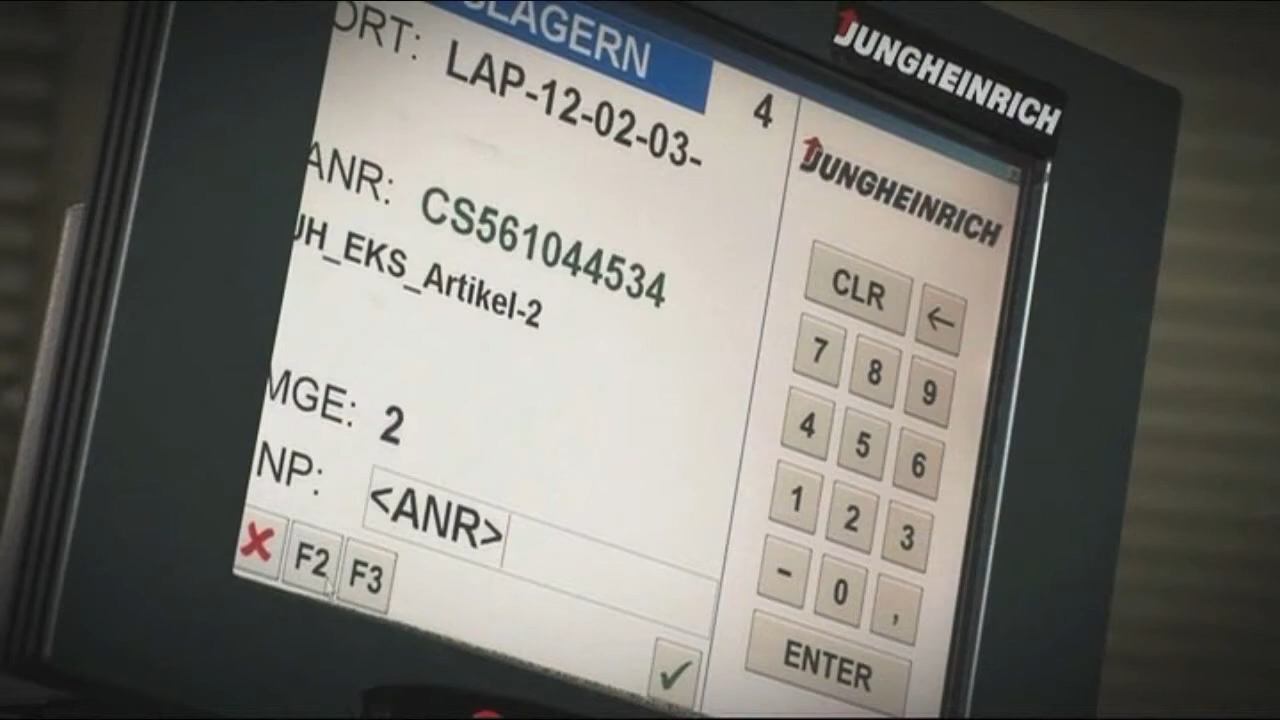 JUNGHEINRICH
SLAGERN
4
ORT: LAP-12-02-03-
JUNGHEINRICH
ANR: CS561044534
JH_EKS_Artikel-2
MGE: 2
NP: <ANR>
F2 F3
CLR ←
7 8 9
4 5 6
1 2 3
- 0 ,
ENTER